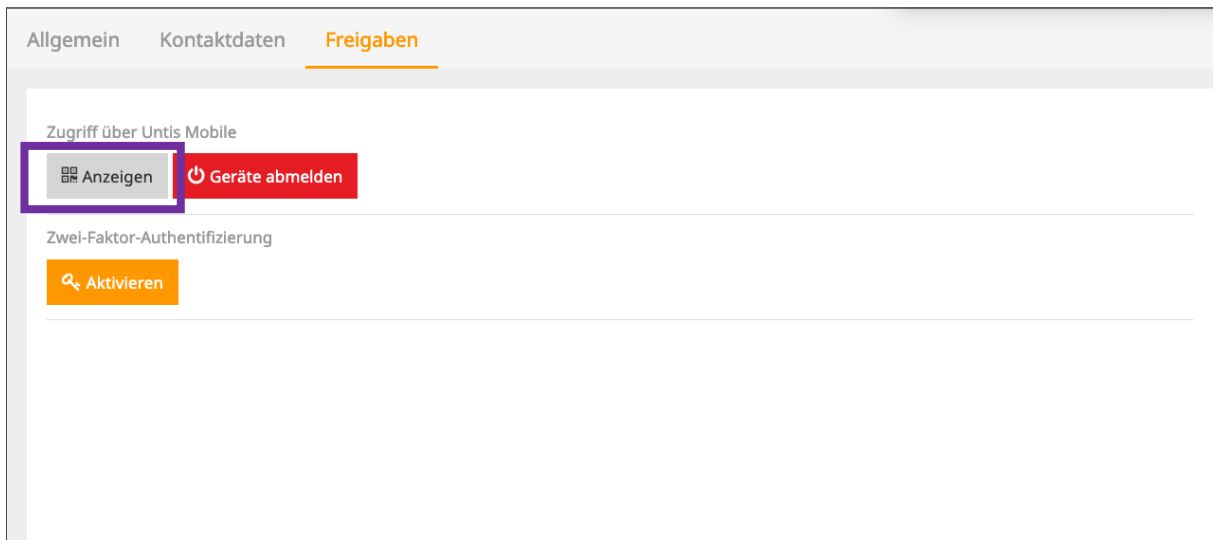 Allgemein Kontaktdaten Freigaben
Zugriff über Untis Mobile
Anzeigen Geräte abmelden
Zwei-Faktor-Authentifizierung
Aktivieren